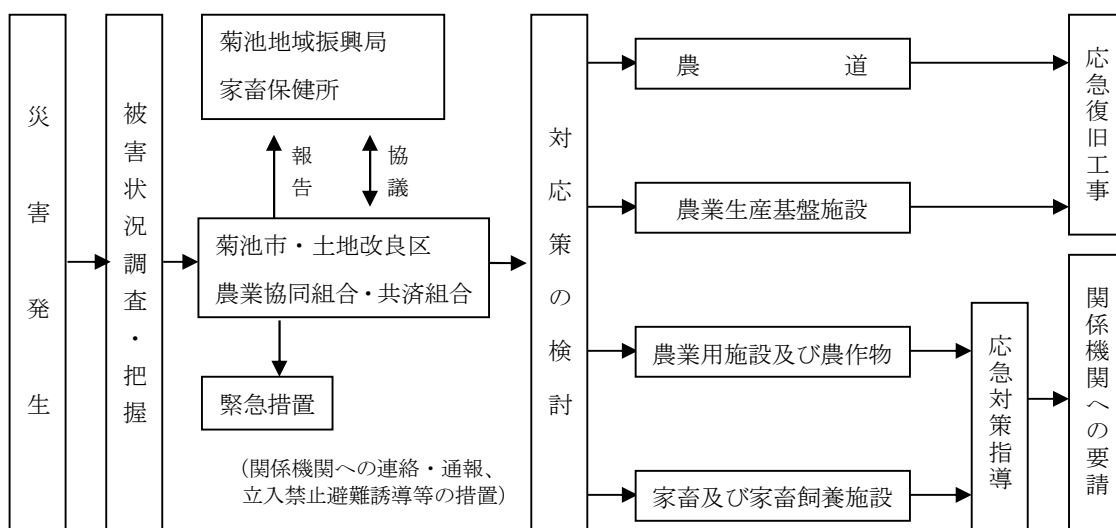 災害発生
被害状況調査・把握
菊池地域振興局
家畜保健所
報告
協議
菊池市・土地改良区
農業協同組合・共済組合
緊急措置
(関係機関への連絡・通報、
立入禁止避難誘導等の措置)
対応策の検討
農道
農業生産基盤施設
農業用施設及び農作物
家畜及び家畜飼養施設
応急対策指導
応急復旧工事
関係機関への要請